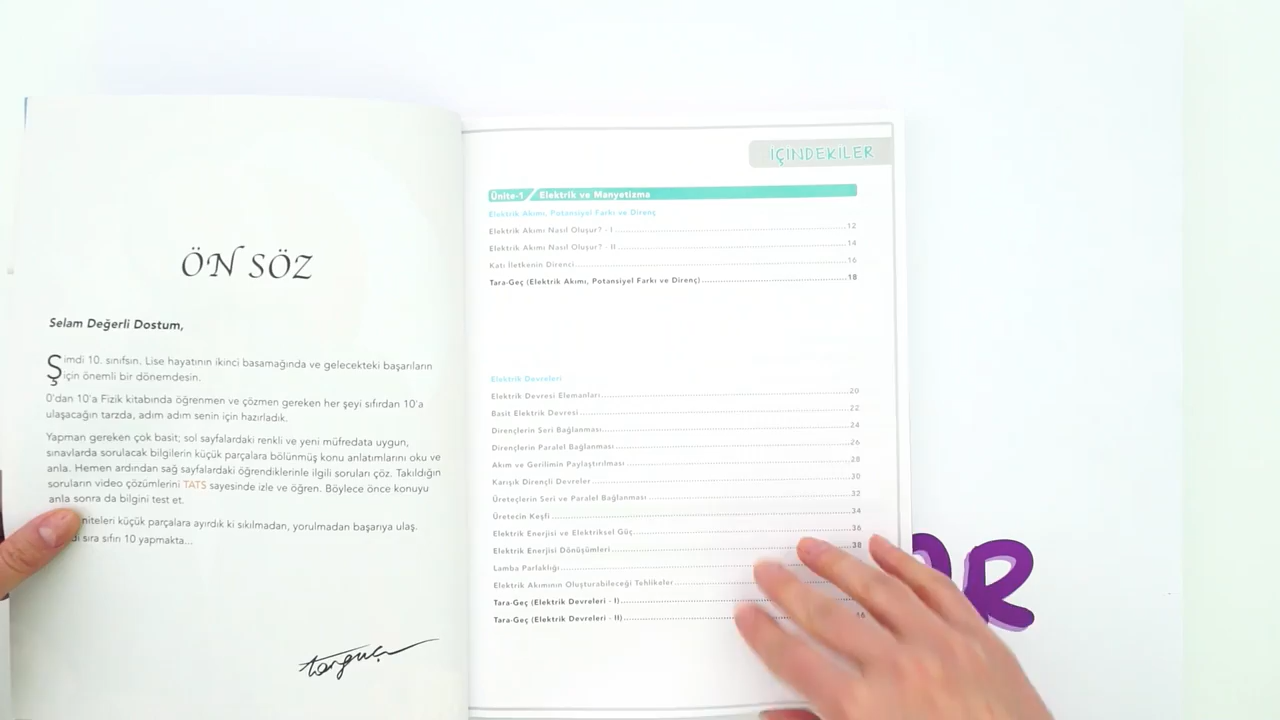 ÖN SÖZ
Selam Değerli Dostum,
Şimdi 10. sınıfsın. Lise hayatının ikinci basamağında ve gelecekteki başarıların
için önemli bir dönemdesin.
0'dan 10'a Fizik kitabında öğrenmen ve çözmen gereken her şeyi sıfırdan 10'a
ulaşacağın tarzda, adım adım senin için hazırladık.
Yapman gereken çok basit; sol sayfalardaki renkli ve yeni müfredata uygun,
sınavlarda sorulacak bilgilerin küçük parçalara bölünmüş konu anlatımlarını oku ve
anla. Hemen ardından sağ sayfalardaki öğrendiklerinle ilgili soruları çöz. Takıldığın
soruların video çözümlerini TATS sayesinde izle ve öğren. Böylece önce konuyu
anla sonra da bilgini test et.
niteleri küçük parçalara ayırdık ki sıkılmadan, yorulmadan başarıya ulaş.
di sıra sıfırı 10 yapmakta...
İÇİNDEKİLER
Ünite-1 / Elektrik ve Manyetizma
Elektrik Akımı, Potansiyel Farkı ve Direnç
Elektrik Akımı Nasıl Oluşur? - I 12
Elektrik Akımı Nasıl Oluşur? - II 14
Katı İletkenin Direnci 16
Tara-Geç (Elektrik Akımı, Potansiyel Farkı ve Direnç) 18
Elektrik Devreleri
Elektrik Devresi Elemanları 20
Basit Elektrik Devresi 22
Dirençlerin Seri Bağlanması 24
Dirençlerin Paralel Bağlanması 26
Akım ve Gerilimin Paylaştırılması 28
Karışık Dirençli Devreler 30
Üreteçlerin Seri ve Paralel Bağlanması 32
Üretecin Keşfi 34
Elektrik Enerjisi ve Elektriksel Güç 36
Elektrik Enerjisi Dönüşümleri 38
Lamba Parlaklığı
Elektrik Akımının Oluşturabileceği Tehlikeler
Tara-Geç (Elektrik Devreleri - I)
Tara-Geç (Elektrik Devreleri - II)